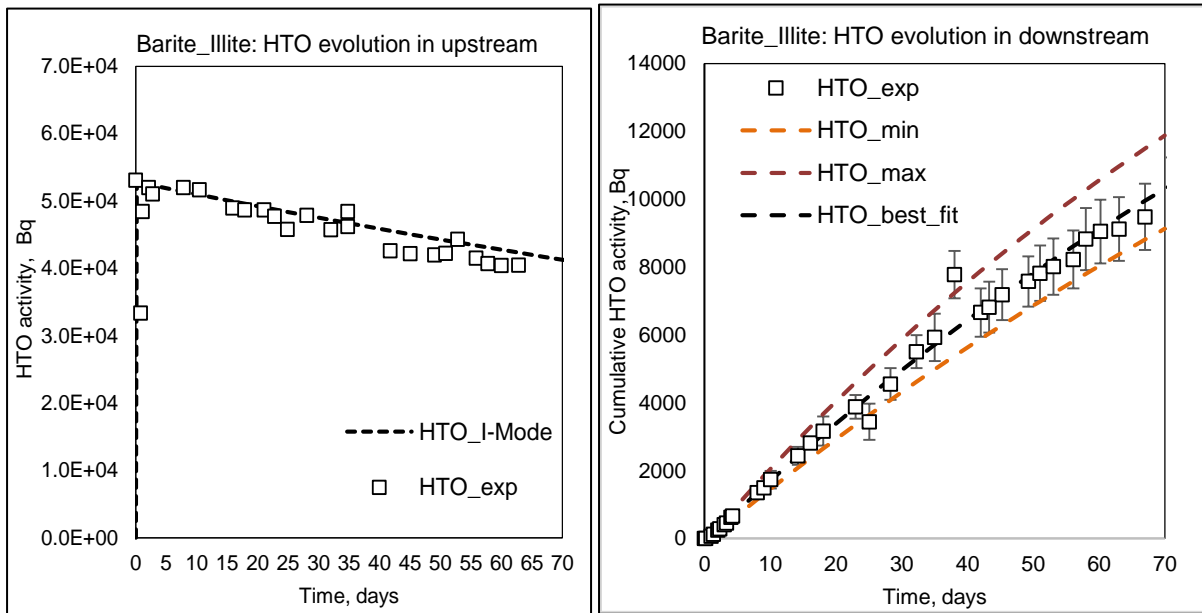 Barite_Illite: HTO evolution in upstream
7.0E+04
6.0E+04
5.0E+04
4.0E+04
3.0E+04
2.0E+04
1.0E+04
0.0E+00
HTO activity, Bq
HTO_I-Mode
HTO_exp
0 5 10 15 20 25 30 35 40 45 50 55 60 65 70
Time, days
Barite_Illite: HTO evolution in downstream
14000
12000
10000
8000
6000
4000
2000
0
Cumulative HTO activity, Bq
HTO_exp
HTO_min
HTO_max
HTO_best_fit
0 10 20 30 40 50 60 70
Time, days